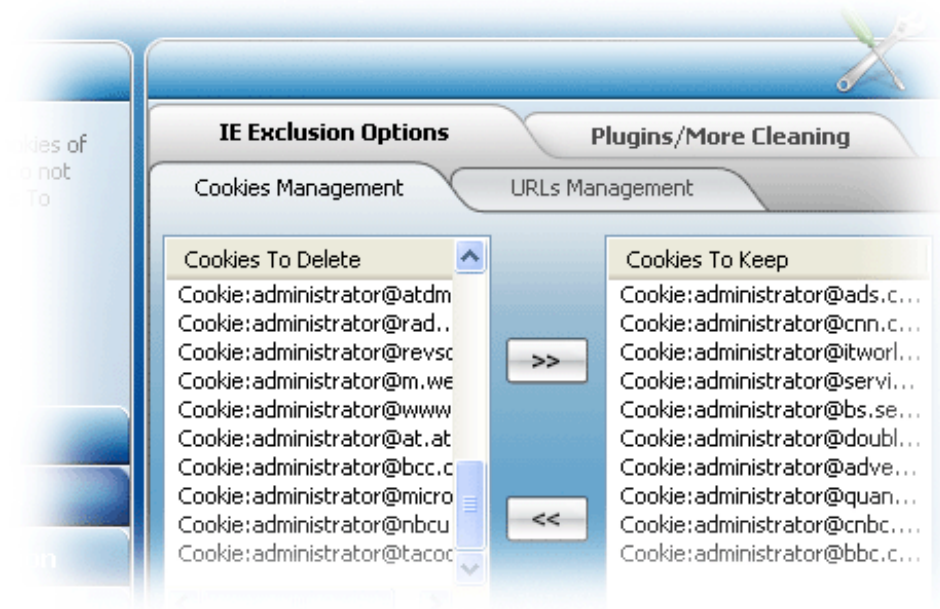 kies of
not
To
IE Exclusion Options
Plugins/More Cleaning
Cookies Management
URLs Management
Cookies To Delete
Cookie:administrator@atdm
Cookie:administrator@rad..
Cookie:administrator@revsc
Cookie:administrator@m.we
Cookie:administrator@www
Cookie:administrator@at.at
Cookie:administrator@bcc.c
Cookie:administrator@micro
Cookie:administrator@nbcu
Cookie:administrator@tacoc
>>
<<
Cookies To Keep
Cookie:administrator@ads.c...
Cookie:administrator@cnn.c...
Cookie:administrator@itworl...
Cookie:administrator@servi...
Cookie:administrator@bs.se...
Cookie:administrator@doubl...
Cookie:administrator@adve...
Cookie:administrator@quan...
Cookie:administrator@cnbc....
Cookie:administrator@bbc.c...